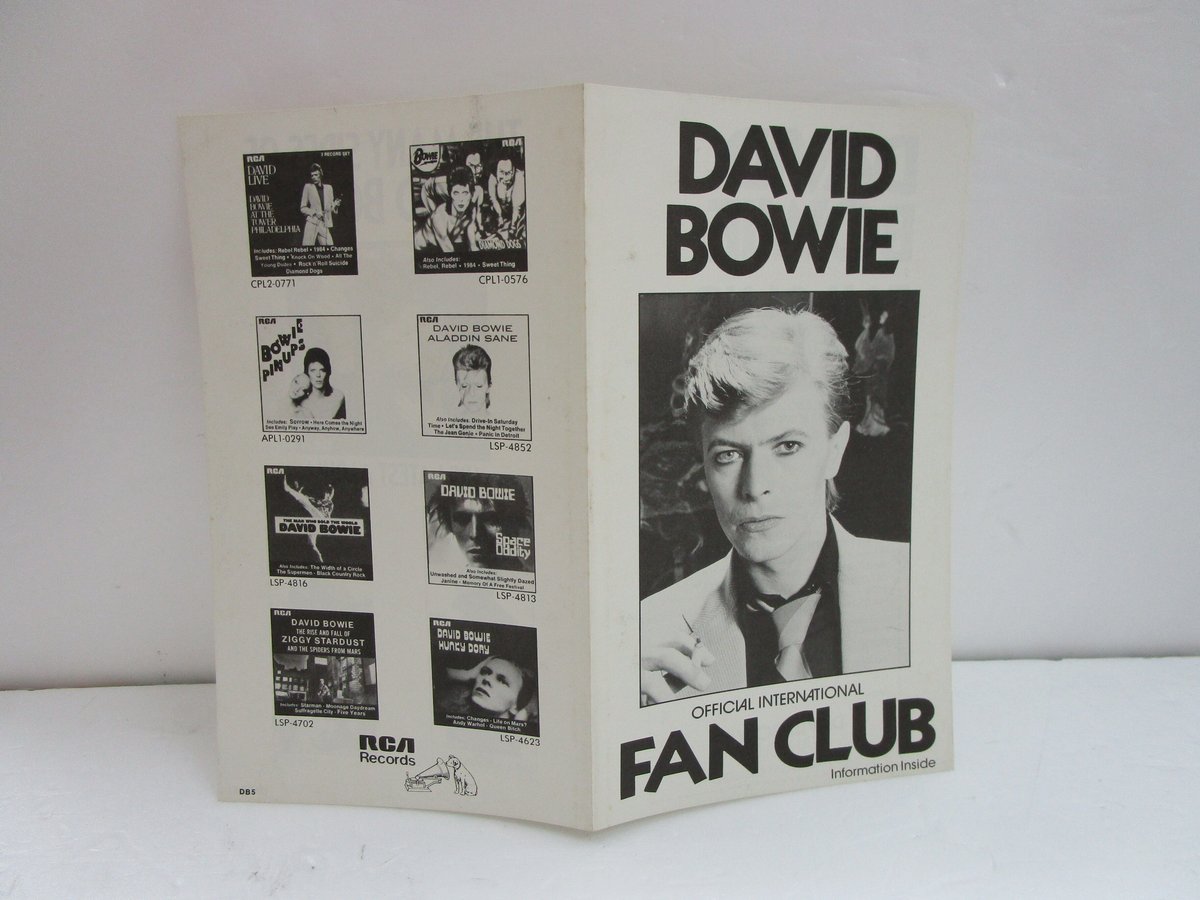 RCA
2 RECORD SET
DAVID
LIVE
DAVID
BOWIE
AT THE
TOWER
PHILADELPHIA
Includes: Rebel Rebel • 1984 • Changes
Sweet Thing • Knock On Wood • All The
Young Dudes • Rock n' Roll Suicide
Diamond Dogs
CPL2-0771
BOWIE
RCA
DIAMOND DOGS
Also Includes:
Rebel, Rebel • 1984 • Sweet Thing
CPL1-0576
RCA
BOWIE
PINUPS
Includes: Sorrow • Here Comes the Night
See Emily Play • Anyway, Anyhow, Anywhere
APL1-0291
RCA
DAVID BOWIE
ALADDIN SANE
Also Includes: Drive-In Saturday
Time • Let's Spend the Night Together
The Jean Genie • Panic in Detroit
LSP-4852
RCA
THE MAN WHO SOLD THE WORLD
DAVID BOWIE
Also Includes: The Width of a Circle
The Supermen • Black Country Rock
LSP-4816
RCA
DAVID BOWIE
Space
Oddity
Also Includes:
Unwashed and Somewhat Slightly Dazed
Janine • Memory Of A Free Festival
LSP-4813
RCA
DAVID BOWIE
THE RISE AND FALL OF
ZIGGY STARDUST
AND THE SPIDERS FROM MARS
Includes: Starman • Moonage Daydream
Suffragette City • Five Years
LSP-4702
RCA
DAVID BOWIE
HUNKY DORY
Includes: Changes • Life on Mars?
Andy Warhol • Queen Bitch
LSP-4623
RCA
Records
DB5
DAVID
BOWIE
OFFICIAL INTERNATIONAL
FAN CLUB
Information Inside